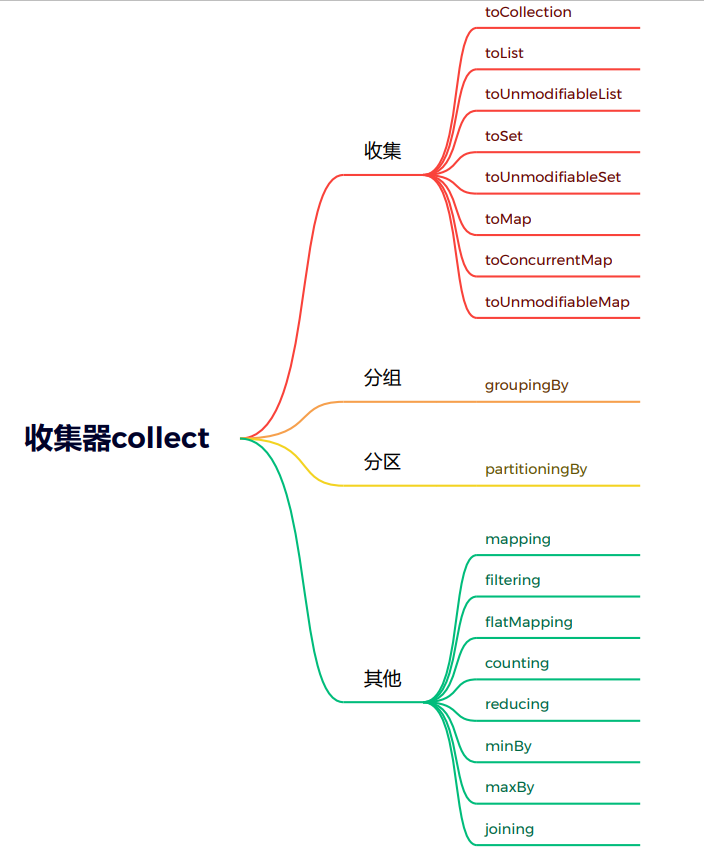 收集器collect
收集
toCollection
toList
toUnmodifiableList
toSet
toUnmodifiableSet
toMap
toConcurrentMap
toUnmodifiableMap
分组
groupingBy
分区
partitioningBy
其他
mapping
filtering
flatMapping
counting
reducing
minBy
maxBy
joining